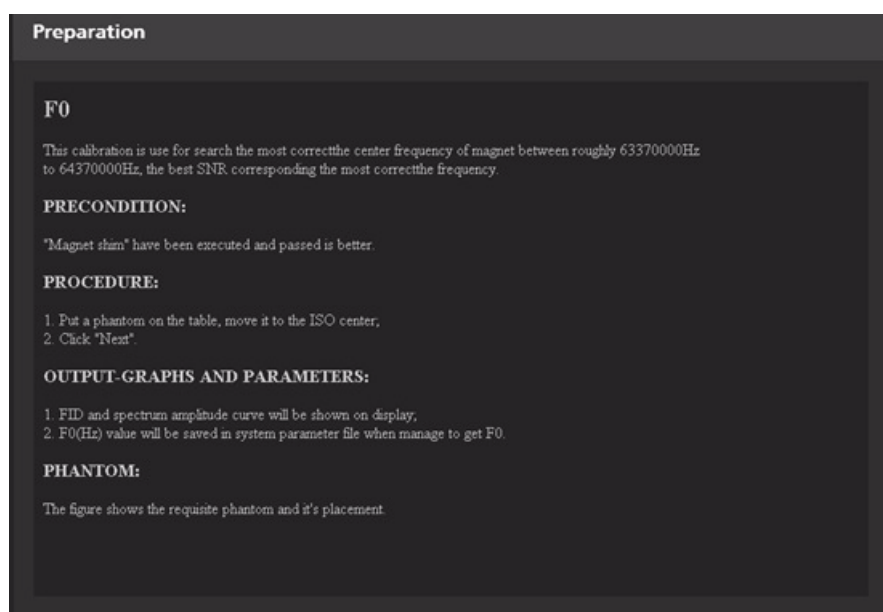 Preparation
F0
This calibration is use for search the most correctthe center frequency of magnet between roughly 63370000Hz
to 64370000Hz, the best SNR corresponding the most correctthe frequency.
PRECONDITION:
"Magnet shim" have been executed and passed is better.
PROCEDURE:
1. Put a phantom on the table, move it to the ISO center;
2. Click "Next".
OUTPUT-GRAPHS AND PARAMETERS:
1. FID and spectrum amplitude curve will be shown on display;
2. F0(Hz) value will be saved in system parameter file when manage to get F0.
PHANTOM:
The figure shows the requisite phantom and it's placement.